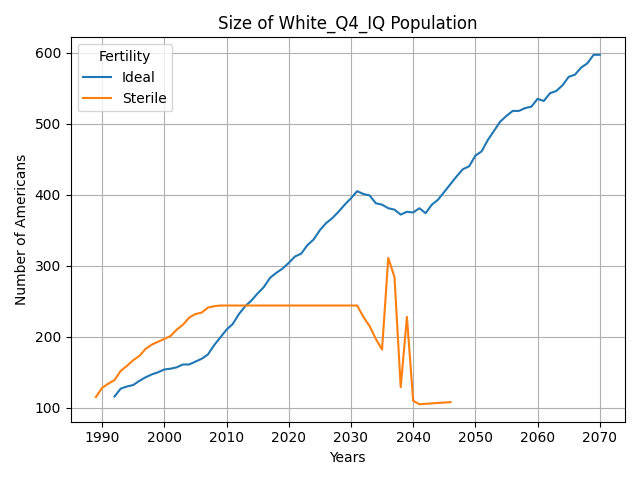 Size of White_Q4_IQ Population
Number of Americans
600
500
400
300
200
100
Fertility
Ideal
Sterile
1990 2000 2010 2020 2030 2040 2050 2060 2070
Years